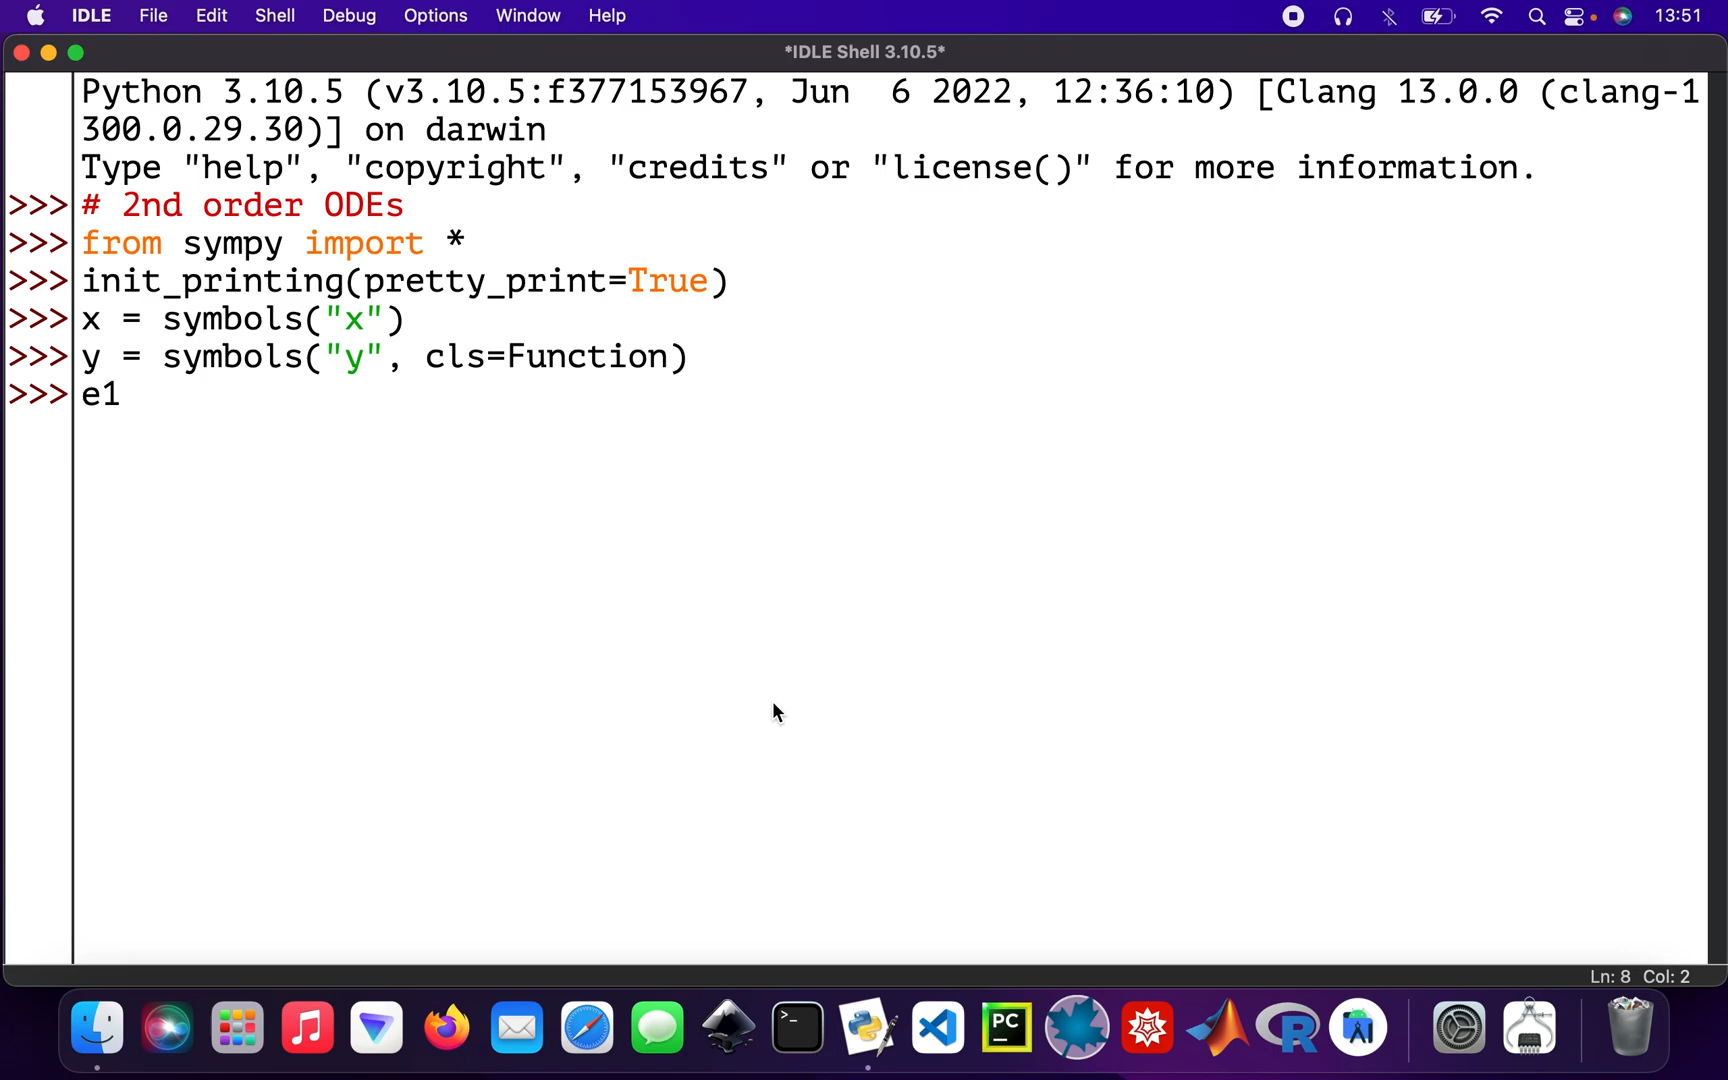 IDLE File Edit Shell Debug Options Window Help 13:51
*IDLE Shell 3.10.5*
Python 3.10.5 (v3.10.5:f377153967, Jun  6 2022, 12:36:10) [Clang 13.0.0 (clang-1
300.0.29.30)] on darwin
Type "help", "copyright", "credits" or "license()" for more information.
>>> # 2nd order ODEs
>>> from sympy import *
>>> init_printing(pretty_print=True)
>>> x = symbols("x")
>>> y = symbols("y", cls=Function)
>>> e1
Ln: 8 Col: 2
>_ PC R